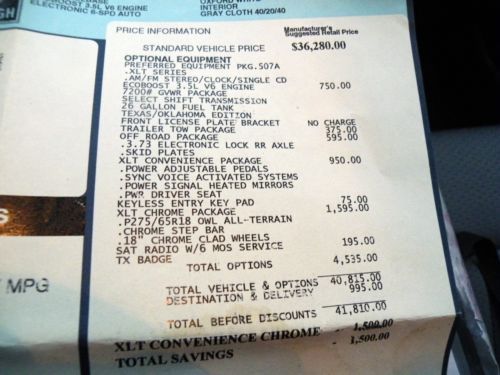 ECOBOOST 3.5L V6 ENGINE
ELECTRONIC 6-SPD AUTO
INTERIOR
GRAY CLOTH 40/20/40
PRICE INFORMATION
Manufacturer's
Suggested Retail Price
STANDARD VEHICLE PRICE $36,280.00
OPTIONAL EQUIPMENT
PREFERRED EQUIPMENT PKG.507A
.XLT SERIES
.AM/FM STEREO/CLOCK/SINGLE CD
ECOBOOST 3.5L V6 ENGINE 750.00
7200# GVWR PACKAGE
SELECT SHIFT TRANSMISSION
26 GALLON FUEL TANK
TEXAS/OKLAHOMA EDITION
FRONT LICENSE PLATE BRACKET NO CHARGE
TRAILER TOW PACKAGE 375.00
OFF ROAD PACKAGE 595.00
.3.73 ELECTRONIC LOCK RR AXLE
.SKID PLATES
XLT CONVENIENCE PACKAGE 950.00
.POWER ADJUSTABLE PEDALS
.SYNC VOICE ACTIVATED SYSTEMS
.POWER SIGNAL HEATED MIRRORS
.PWR DRIVER SEAT
KEYLESS ENTRY KEY PAD 75.00
XLT CHROME PACKAGE 1,595.00
.P275/65R18 OWL ALL-TERRAIN
.CHROME STEP BAR
.18" CHROME CLAD WHEELS
SAT RADIO W/6 MOS SERVICE 195.00
TX BADGE
TOTAL OPTIONS 4,535.00
TOTAL VEHICLE & OPTIONS 40,815.00
DESTINATION & DELIVERY 995.00
TOTAL BEFORE DISCOUNTS 41,810.00
XLT CONVENIENCE CHROME - 1,500.00
TOTAL SAVINGS - 1,500.00
MPG